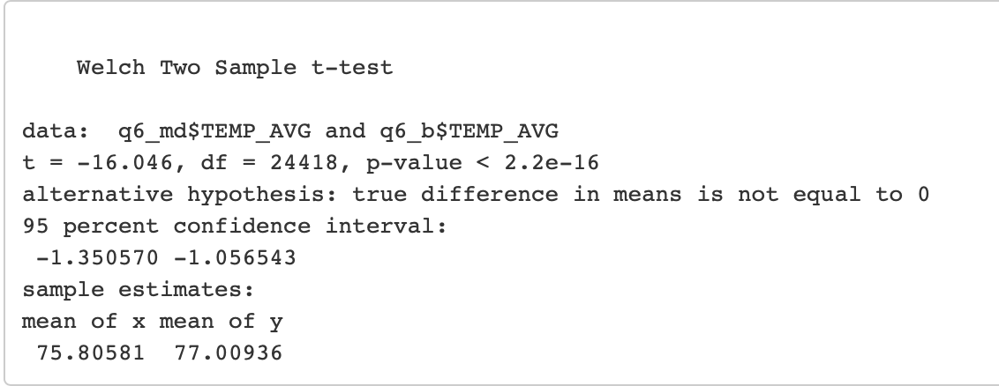 Welch Two Sample t-test
data:  q6_md$TEMP_AVG and q6_b$TEMP_AVG
t = -16.046, df = 24418, p-value < 2.2e-16
alternative hypothesis: true difference in means is not equal to 0
95 percent confidence interval:
 -1.350570 -1.056543
sample estimates:
mean of x mean of y
 75.80581  77.00936